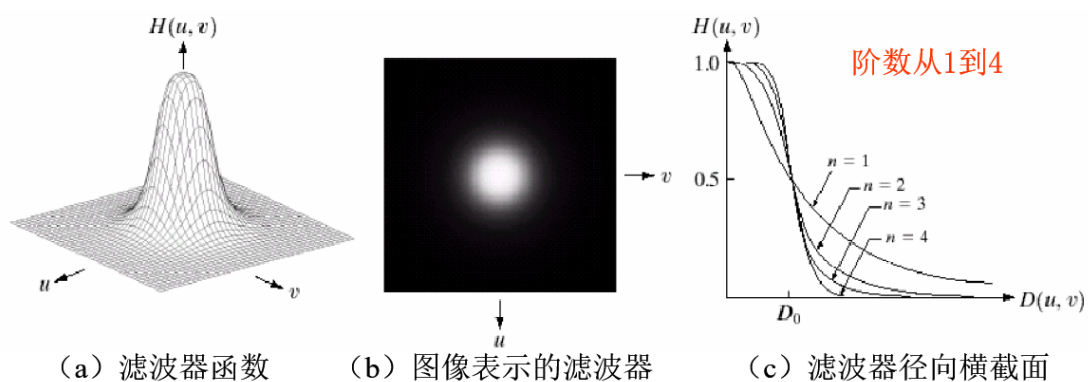 H(u, v)
u
v
(a)滤波器函数
v
u
(b)图像表示的滤波器
H(u, v)
阶数从1到4
1.0
0.5
n = 1
n = 2
n = 3
n = 4
D₀
D(u, v)
(c)滤波器径向横截面